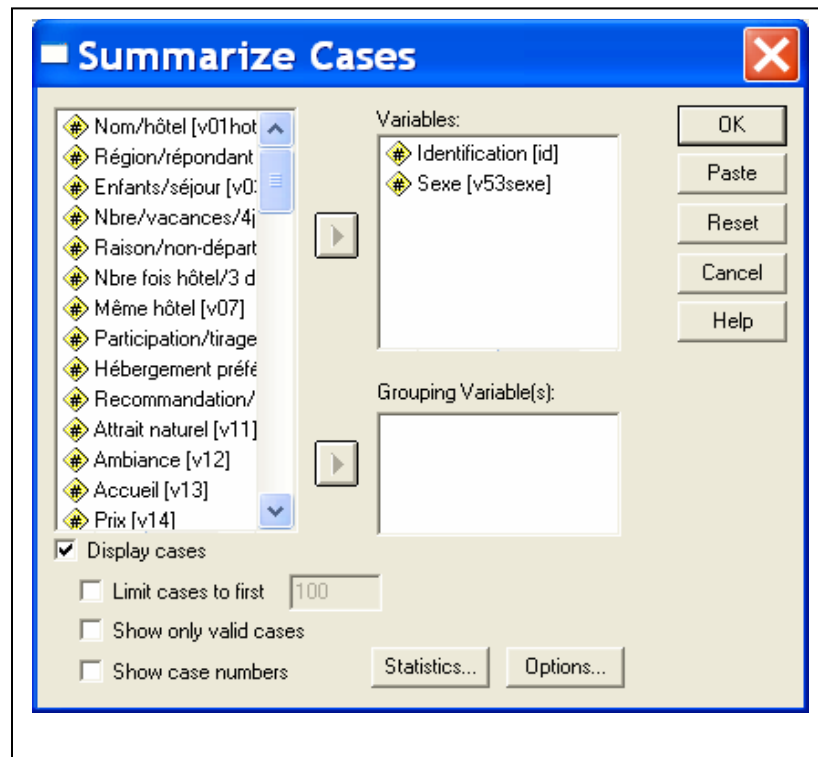 Summarize Cases
Nom/hôtel [v01hot
Région/répondant
Enfants/séjour [v0
Nbre/vacances/4j
Raison/non-départ
Nbre fois hôtel/3 d
Même hôtel [v07]
Participation/tirage
Hébergement préfé
Recommandation/
Attrait naturel [v11]
Ambiance [v12]
Accueil [v13]
Prix [v14]
Variables:
Identification [id]
Sexe [v53sexe]
Grouping Variable(s):
OK
Paste
Reset
Cancel
Help
Display cases
Limit cases to first 100
Show only valid cases
Show case numbers
Statistics... Options...